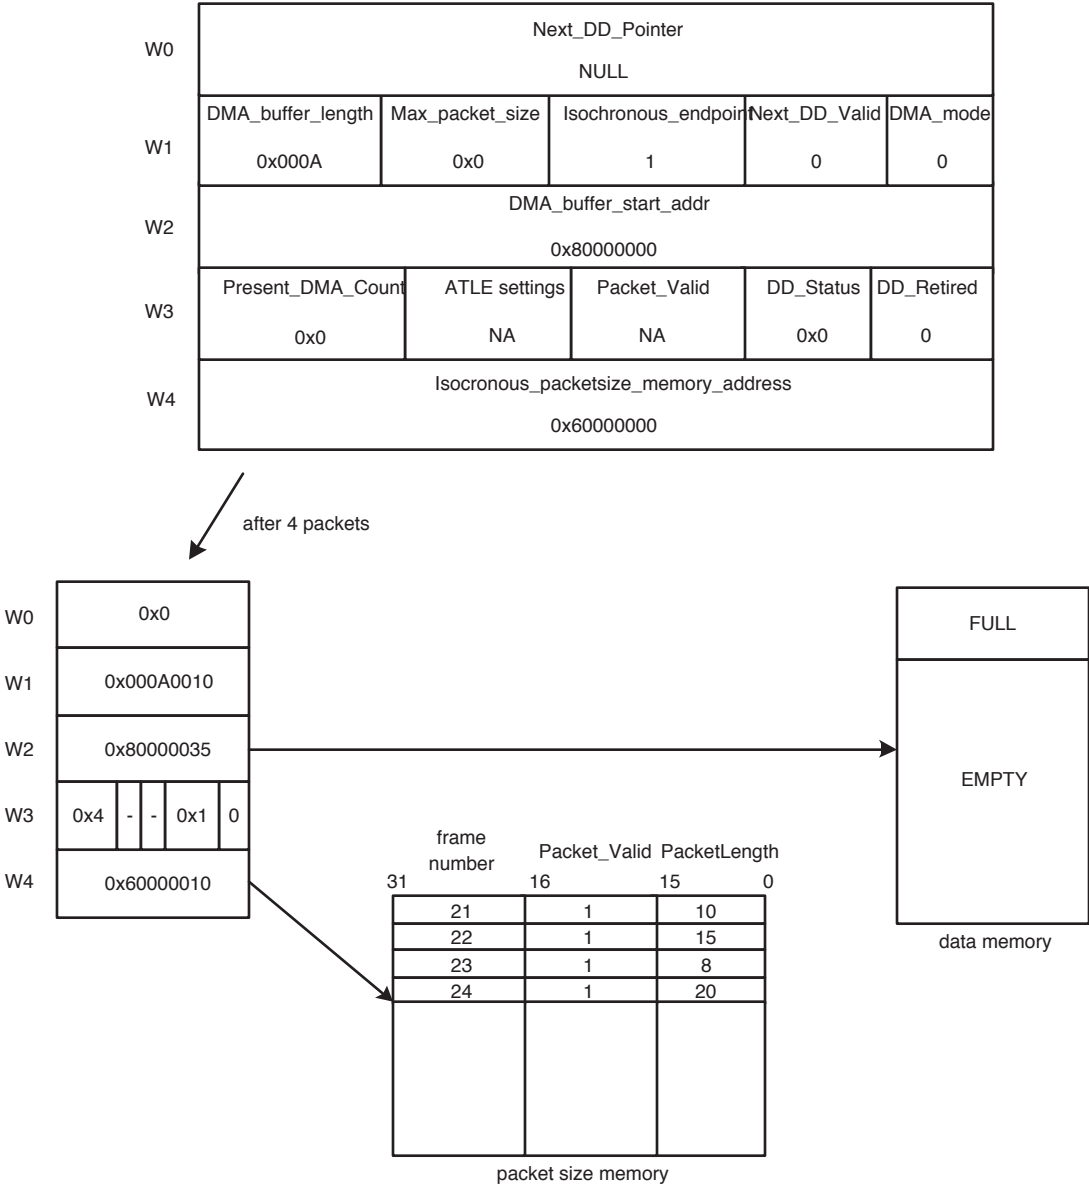 Next_DD_Pointer
W0
NULL
DMA_buffer_length Max_packet_size Isochronous_endpoint Next_DD_Valid DMA_mode
W1
0x000A 0x0 1 0 0
DMA_buffer_start_addr
W2
0x80000000
Present_DMA_Count ATLE settings Packet_Valid DD_Status DD_Retired
W3
0x0 NA NA 0x0 0
Isocronous_packetsize_memory_address
W4
0x60000000
after 4 packets
W0 0x0
FULL
W1 0x000A0010
W2 0x80000035
EMPTY
W3 0x4 - - 0x1 0
frame
number
Packet_Valid PacketLength
W4 0x60000010
31 16 15 0
21 1 10
22 1 15
23 1 8
24 1 20
data memory
packet size memory